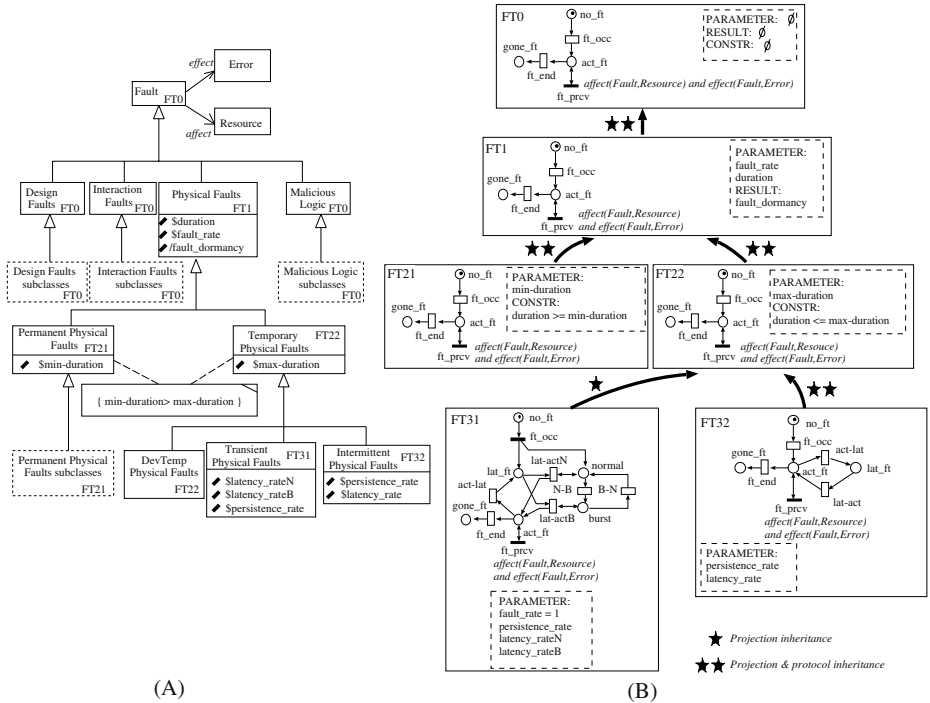 effect
Error
Fault
FT0
affect
Resource
Design
Faults
FT0
Interaction
Faults
FT0
Physical Faults
FT1
$duration
$fault_rate
/fault_dormancy
Malicious
Logic
FT0
Design Faults
subclasses
FT0
Interaction Faults
subclasses
FT0
Malicious Logic
subclasses
FT0
Permanent Physical
Faults
FT21
$min-duration
Temporary
FT22
Physical Faults
$max-duration
{ min-duration> max-duration }
Permanent Physical
Faults subclasses
FT21
DevTemp
Physical Faults
FT22
Transient
FT31
Physical Faults
$latency_rateN
$latency_rateB
$persistence_rate
Intermittent
FT32
Physical Faults
$persistence_rate
$latency_rate
(A)
FT0
no_ft
ft_occ
gone_ft
act_ft
ft_end
ft_prcv
PARAMETER: ∅
RESULT: ∅
CONSTR: ∅
affect(Fault,Resource) and effect(Fault,Error)
FT1
no_ft
ft_occ
gone_ft
act_ft
ft_end
ft_prcv
affect(Fault,Resource)
and effect(Fault,Error)
PARAMETER:
fault_rate
duration
RESULT:
fault_dormancy
FT21
no_ft
ft_occ
gone_ft
act_ft
ft_end
ft_prcv
PARAMETER:
min-duration
CONSTR:
duration >= min-duration
affect(Fault,Resource)
and effect(Fault,Error)
FT22
no_ft
ft_occ
gone_ft
act_ft
ft_end
ft_prcv
PARAMETER:
max-duration
CONSTR:
duration <= max-duration
affect(Fault,Resouce)
and effect(Fault,Error)
FT31
no_ft
ft_occ
lat-actN
lat_ft
normal
act-lat
N-B
B-N
gone_ft
lat-actB
burst
act_ft
ft_end
ft_prcv
affect(Fault,Resource)
and effect(Fault,Error)
PARAMETER:
fault_rate = 1
persistence_rate
latency_rateN
latency_rateB
FT32
no_ft
ft_occ
act-lat
gone_ft
lat_ft
act_ft
ft_end
lat-act
ft_prcv
affect(Fault,Resource)
and effect(Fault,Error)
PARAMETER:
persistence_rate
latency_rate
Projection inheritance
Projection & protocol inheritance
(B)